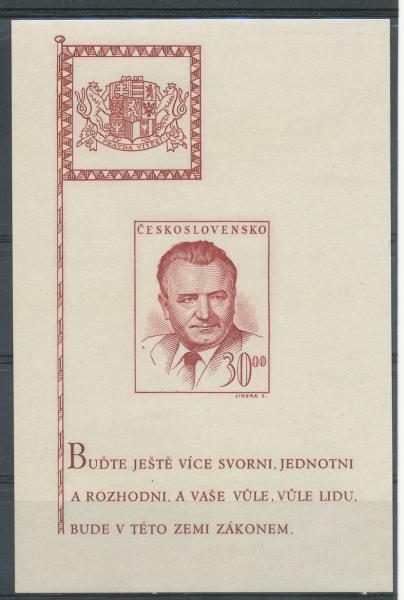 PRAVDA VÍTĚZÍ
ČESKOSLOVENSKO
30.00
JINDRA S.
BUĎTE JEŠTĚ VÍCE SVORNI, JEDNOTNI
A ROZHODNI, A VAŠE VŮLE, VŮLE LIDU,
BUDE V TÉTO ZEMI ZÁKONEM.